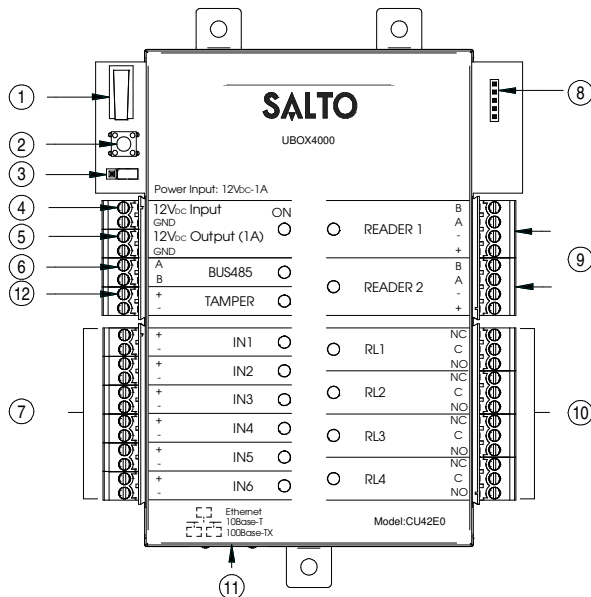 SALTO
UBOX4000
Power Input: 12VDC-1A
1
2
3
4
5
6
12
7
12VDC Input
GND
12VDC Output (1A)
GND
ON
A
B
BUS485
+
-
TAMPER
+
-
IN1
+
-
IN2
+
-
IN3
+
-
IN4
+
-
IN5
+
-
IN6
READER 1
B
A
-
+
READER 2
B
A
-
+
RL1
NC
C
NO
RL2
NC
C
NO
RL3
NC
C
NO
RL4
NC
C
NO
8
9
10
Ethernet
10Base-T
100Base-TX
Model:CU42E0
11